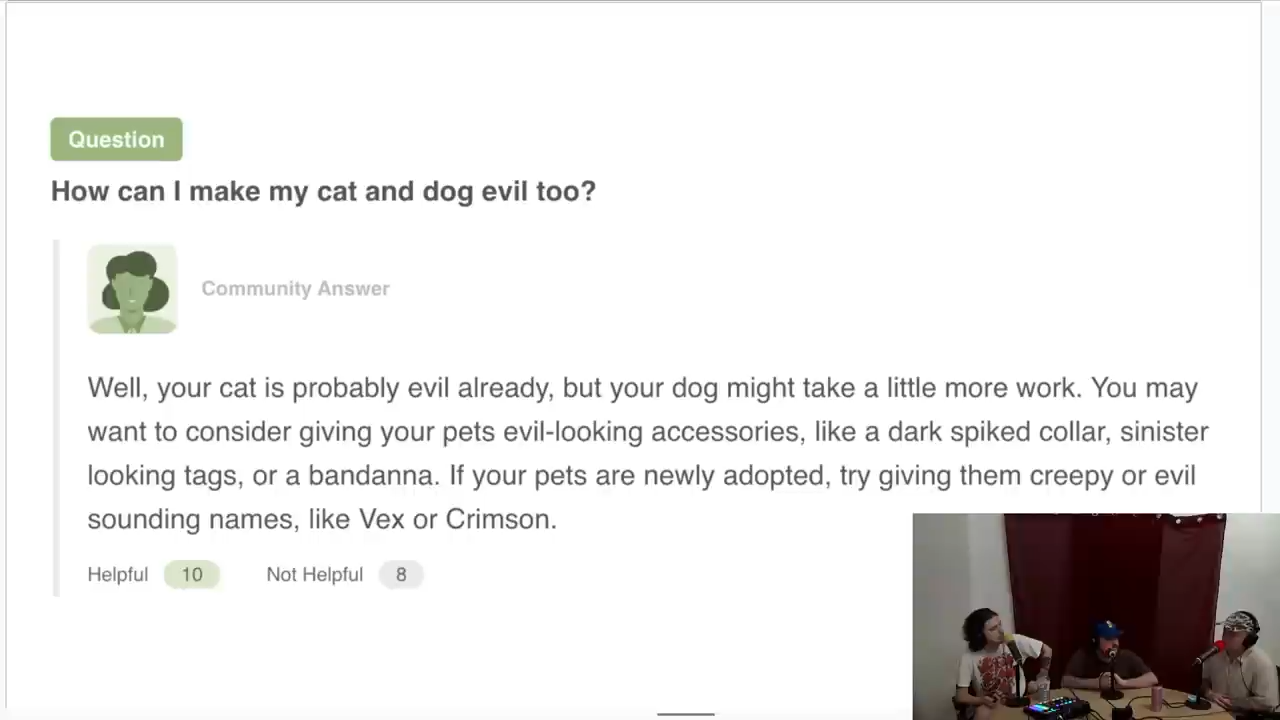 Question
How can I make my cat and dog evil too?
Community Answer
Well, your cat is probably evil already, but your dog might take a little more work. You may
want to consider giving your pets evil-looking accessories, like a dark spiked collar, sinister
looking tags, or a bandanna. If your pets are newly adopted, try giving them creepy or evil
sounding names, like Vex or Crimson.
Helpful 10 Not Helpful 8